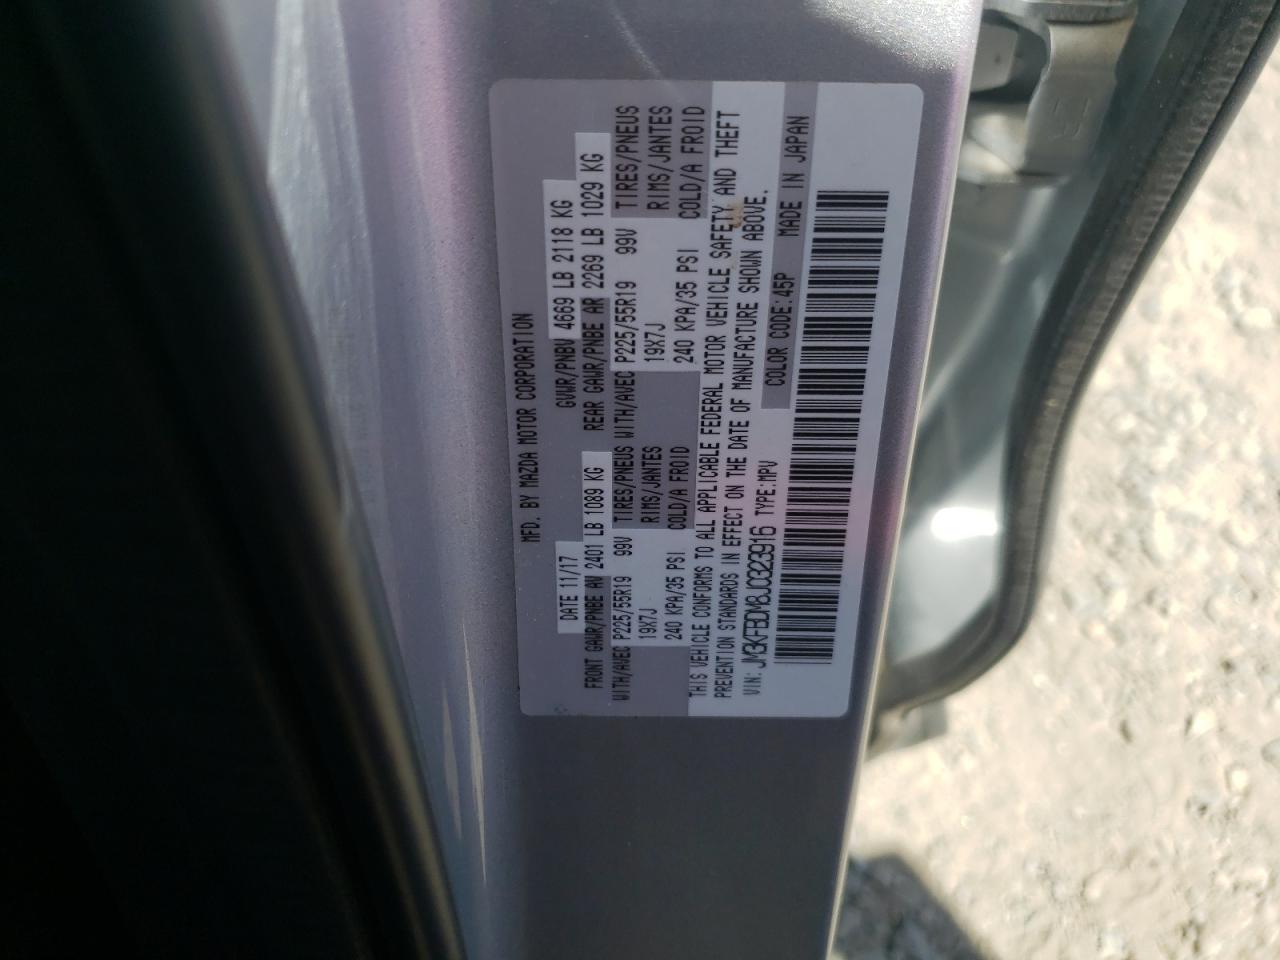 MFD. BY MAZDA MOTOR CORPORATION
DATE 11/17 GVWR/PNBV 4669 LB 2118 KG
FRONT GAWR/PNBE AV 2401 LB 1089 KG REAR GAWR/PNBE AR 2269 LB 1029 KG
WITH/AVEC P225/55R19 99V TIRES/PNEUS WITH/AVEC P225/55R19 99V TIRES/PNEUS
19X7J RIMS/JANTES 19X7J RIMS/JANTES
240 KPA/35 PSI COLD/A FROID 240 KPA/35 PSI COLD/A FROID
THIS VEHICLE CONFORMS TO ALL APPLICABLE FEDERAL MOTOR VEHICLE SAFETY AND THEFT
PREVENTION STANDARDS IN EFFECT ON THE DATE OF MANUFACTURE SHOWN ABOVE.
VIN: JM3KFBDM8J0323916 TYPE:MPV COLOR CODE:45P MADE IN JAPAN